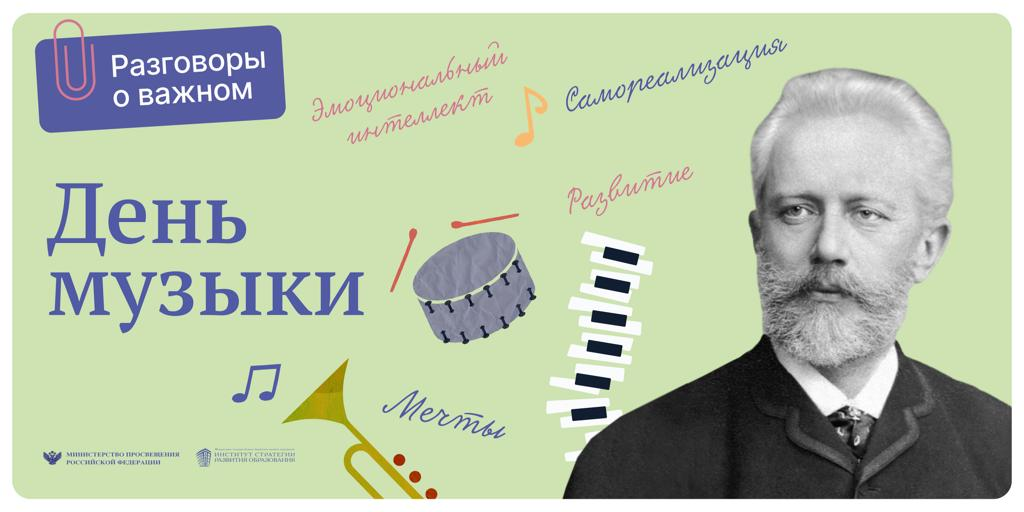 Разговоры
о важном
Эмоциональный
интеллект
Самореализация
Развитие
День
музыки
Мечты
МИНИСТЕРСТВО ПРОСВЕЩЕНИЯ
РОССИЙСКОЙ ФЕДЕРАЦИИ
ИНСТИТУТ СТРАТЕГИИ
РАЗВИТИЯ ОБРАЗОВАНИЯ